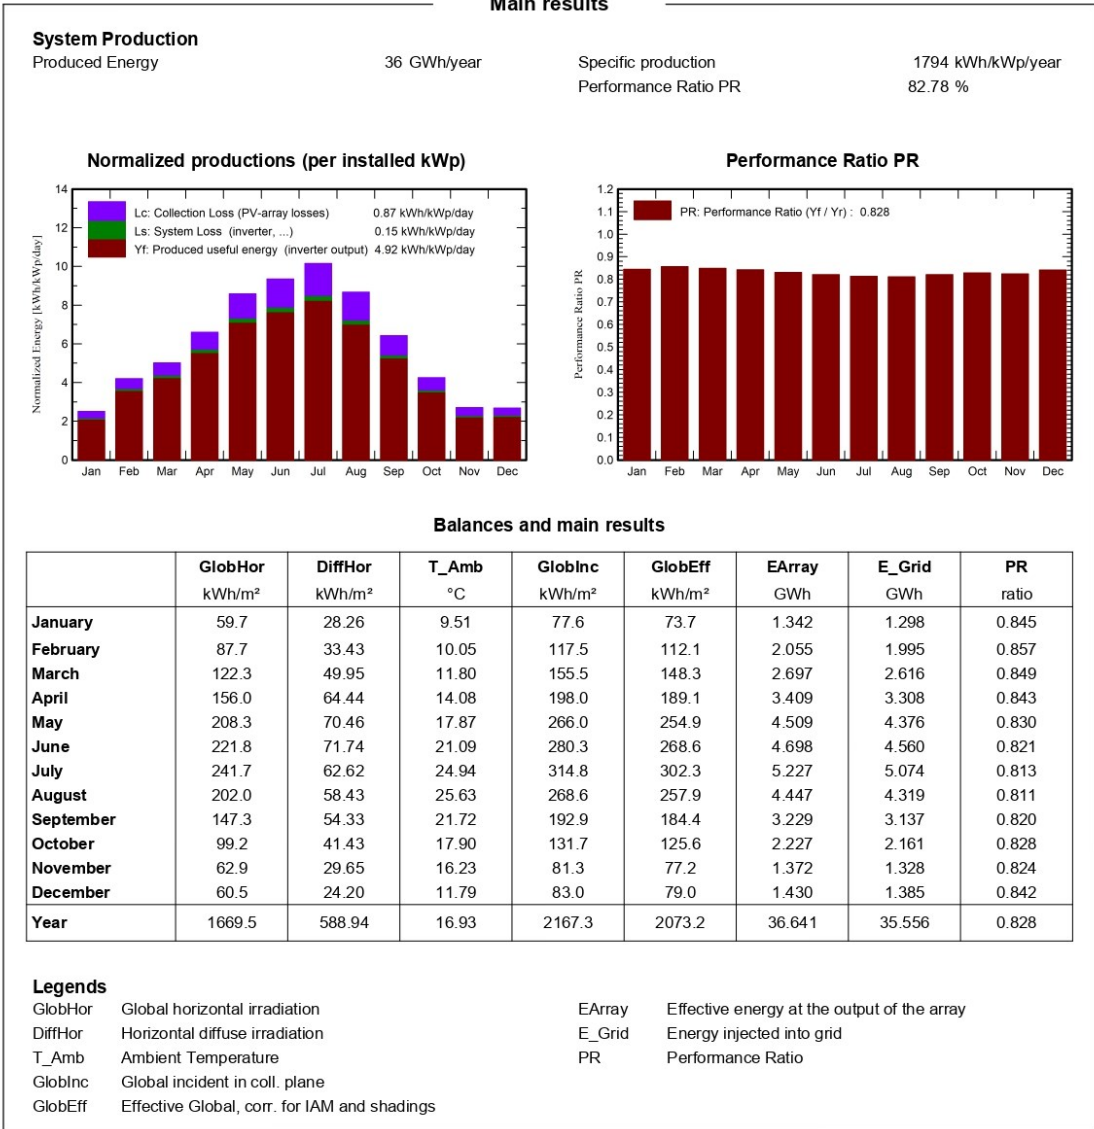 Main results
System Production
Produced Energy 36 GWh/year Specific production 1794 kWh/kWp/year
Performance Ratio PR 82.78 %
Normalized productions (per installed kWp)
Normalized Energy [kWh/kWp/day]
14
12
10
8
6
4
2
0
Lc: Collection Loss (PV-array losses) 0.87 kWh/kWp/day
Ls: System Loss (inverter, ...) 0.15 kWh/kWp/day
Yf: Produced useful energy (inverter output) 4.92 kWh/kWp/day
Jan Feb Mar Apr May Jun Jul Aug Sep Oct Nov Dec
Performance Ratio PR
Performance Ratio PR
1.2
1.1
1.0
0.9
0.8
0.7
0.6
0.5
0.4
0.3
0.2
0.1
0.0
PR: Performance Ratio (Yf / Yr) : 0.828
Jan Feb Mar Apr May Jun Jul Aug Sep Oct Nov Dec
Balances and main results
GlobHor DiffHor T_Amb GlobInc GlobEff EArray E_Grid PR
kWh/m² kWh/m² °C kWh/m² kWh/m² GWh GWh ratio
January 59.7 28.26 9.51 77.6 73.7 1.342 1.298 0.845
February 87.7 33.43 10.05 117.5 112.1 2.055 1.995 0.857
March 122.3 49.95 11.80 155.5 148.3 2.697 2.616 0.849
April 156.0 64.44 14.08 198.0 189.1 3.409 3.308 0.843
May 208.3 70.46 17.87 266.0 254.9 4.509 4.376 0.830
June 221.8 71.74 21.09 280.3 268.6 4.698 4.560 0.821
July 241.7 62.62 24.94 314.8 302.3 5.227 5.074 0.813
August 202.0 58.43 25.63 268.6 257.9 4.447 4.319 0.811
September 147.3 54.33 21.72 192.9 184.4 3.229 3.137 0.820
October 99.2 41.43 17.90 131.7 125.6 2.227 2.161 0.828
November 62.9 29.65 16.23 81.3 77.2 1.372 1.328 0.824
December 60.5 24.20 11.79 83.0 79.0 1.430 1.385 0.842
Year 1669.5 588.94 16.93 2167.3 2073.2 36.641 35.556 0.828
Legends
GlobHor Global horizontal irradiation EArray Effective energy at the output of the array
DiffHor Horizontal diffuse irradiation E_Grid Energy injected into grid
T_Amb Ambient Temperature PR Performance Ratio
GlobInc Global incident in coll. plane
GlobEff Effective Global, corr. for IAM and shadings